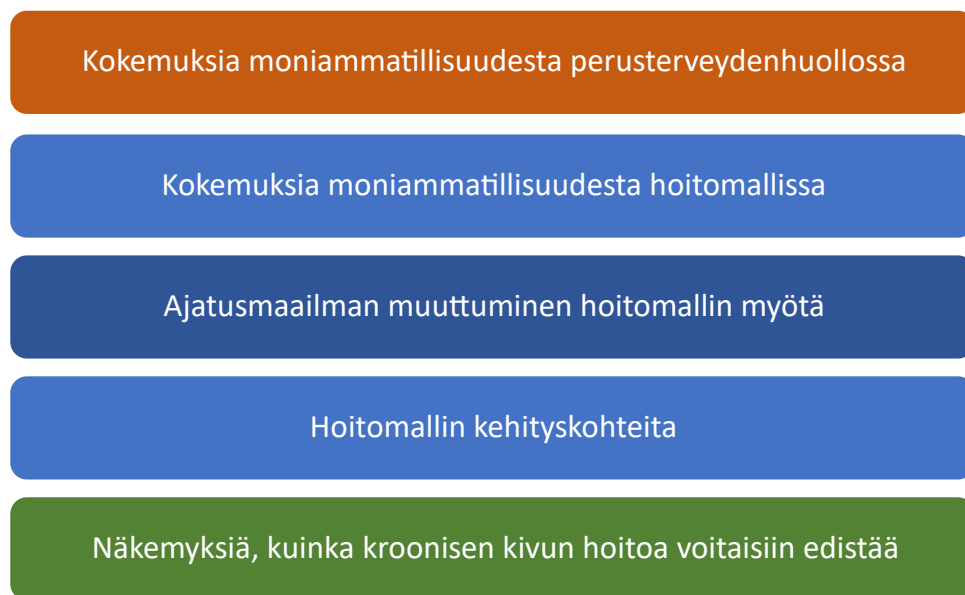 Kokemuksia moniammatillisuudesta perusterveydenhuollossa
Kokemuksia moniammatillisuudesta hoitomallissa
Ajatusmaailman muuttuminen hoitomallin myötä
Hoitomallin kehityskohteita
Näkemyksiä, kuinka kroonisen kivun hoitoa voitaisiin edistää